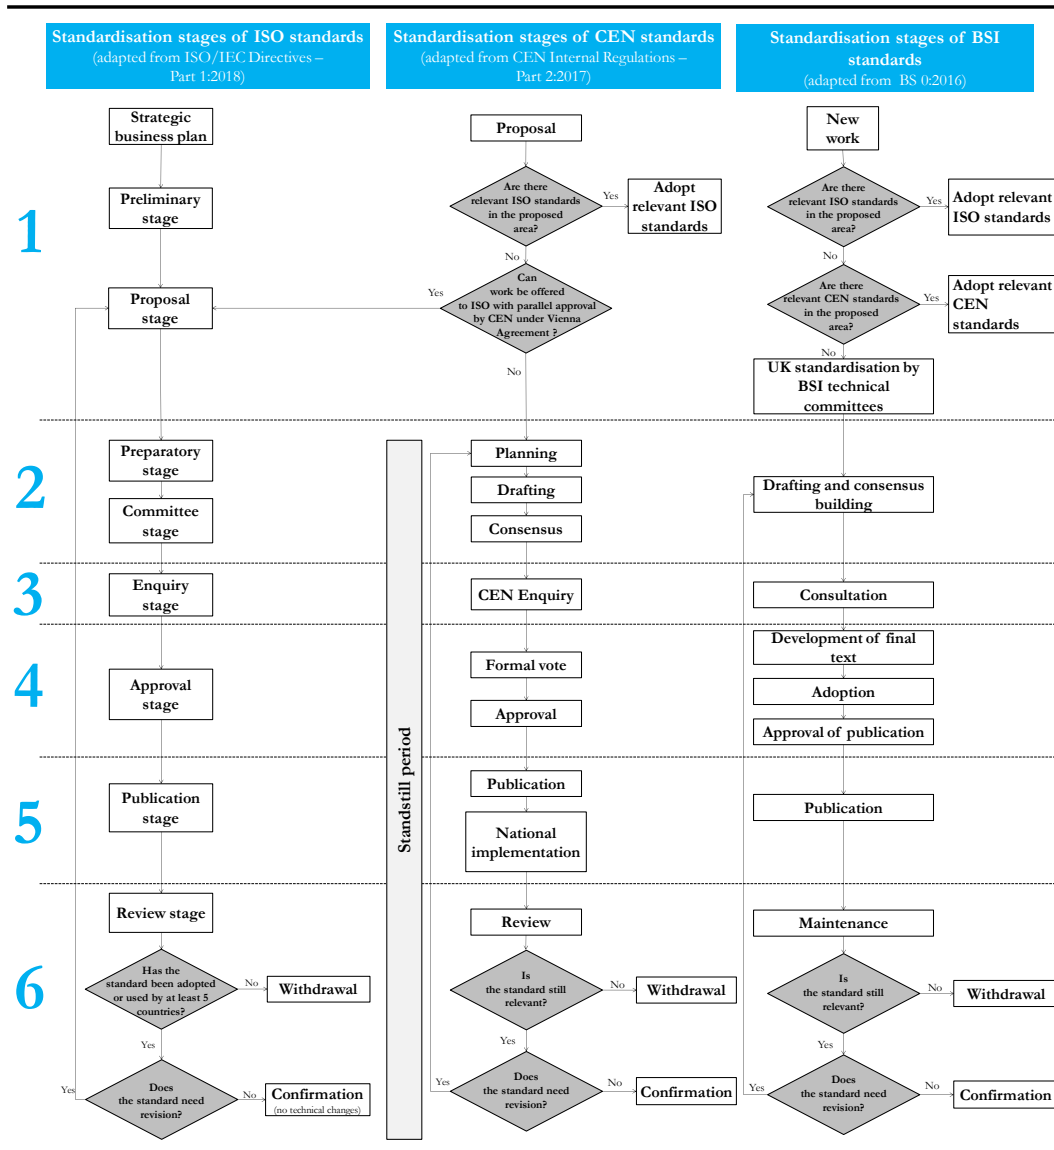 Standardisation stages of ISO standards
(adapted from ISO/IEC Directives –
Part 1:2018)
Standardisation stages of CEN standards
(adapted from CEN Internal Regulations –
Part 2:2017)
Standardisation stages of BSI
standards
(adapted from BS 0:2016)
1
Strategic
business plan
Preliminary
stage
Proposal
stage
Proposal
Are there
relevant ISO standards
in the proposed
area?
Yes
Adopt
relevant ISO
standards
No
Can
work be offered
to ISO with parallel approval
by CEN under Vienna
Agreement ?
Yes
No
New
work
Are there
relevant ISO standards
in the proposed
area?
Yes
Adopt relevant
ISO standards
No
Are there
relevant CEN standards
in the proposed
area?
Yes
Adopt relevant
CEN
standards
No
UK standardisation by
BSI technical
committees
2
Preparatory
stage
Committee
stage
Standstill period
Planning
Drafting
Consensus
Drafting and consensus
building
3
Enquiry
stage
CEN Enquiry
Consultation
4
Approval
stage
Formal vote
Approval
Development of final
text
Adoption
Approval of publication
5
Publication
stage
Publication
National
implementation
Publication
6
Review stage
Has the
standard been adopted
or used by at least 5
countries?
No
Withdrawal
Yes
Does
the standard need
revision?
Yes
No
Confirmation
(no technical changes)
Review
Is
the standard still
relevant?
No
Withdrawal
Yes
Does
the standard need
revision?
Yes
No
Confirmation
Maintenance
Is
the standard still
relevant?
No
Withdrawal
Yes
Does
the standard need
revision?
Yes
No
Confirmation